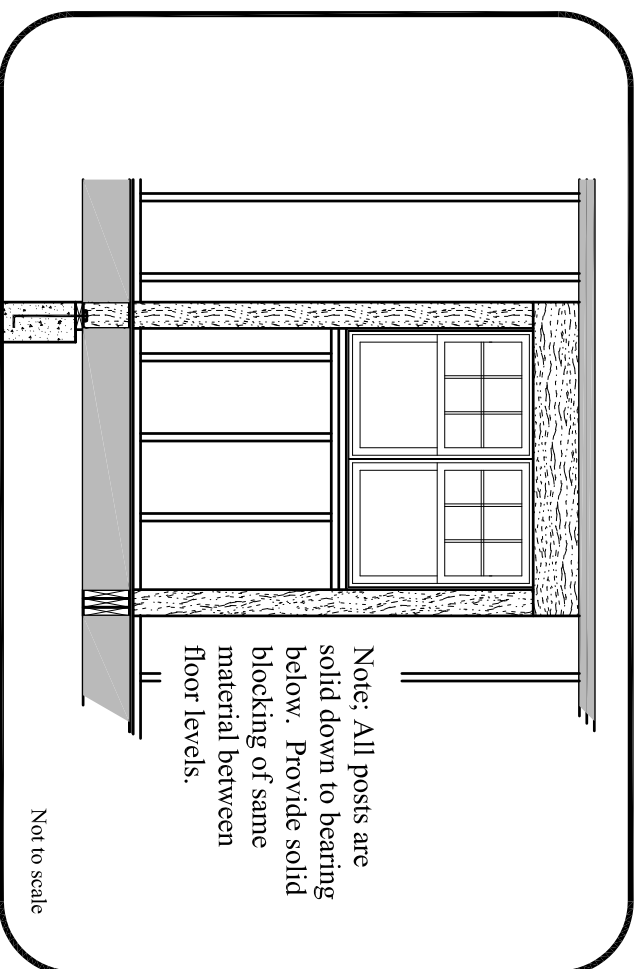 Note; All posts are
solid down to bearing
below. Provide solid
blocking of same
material between
floor levels.
Not to scale